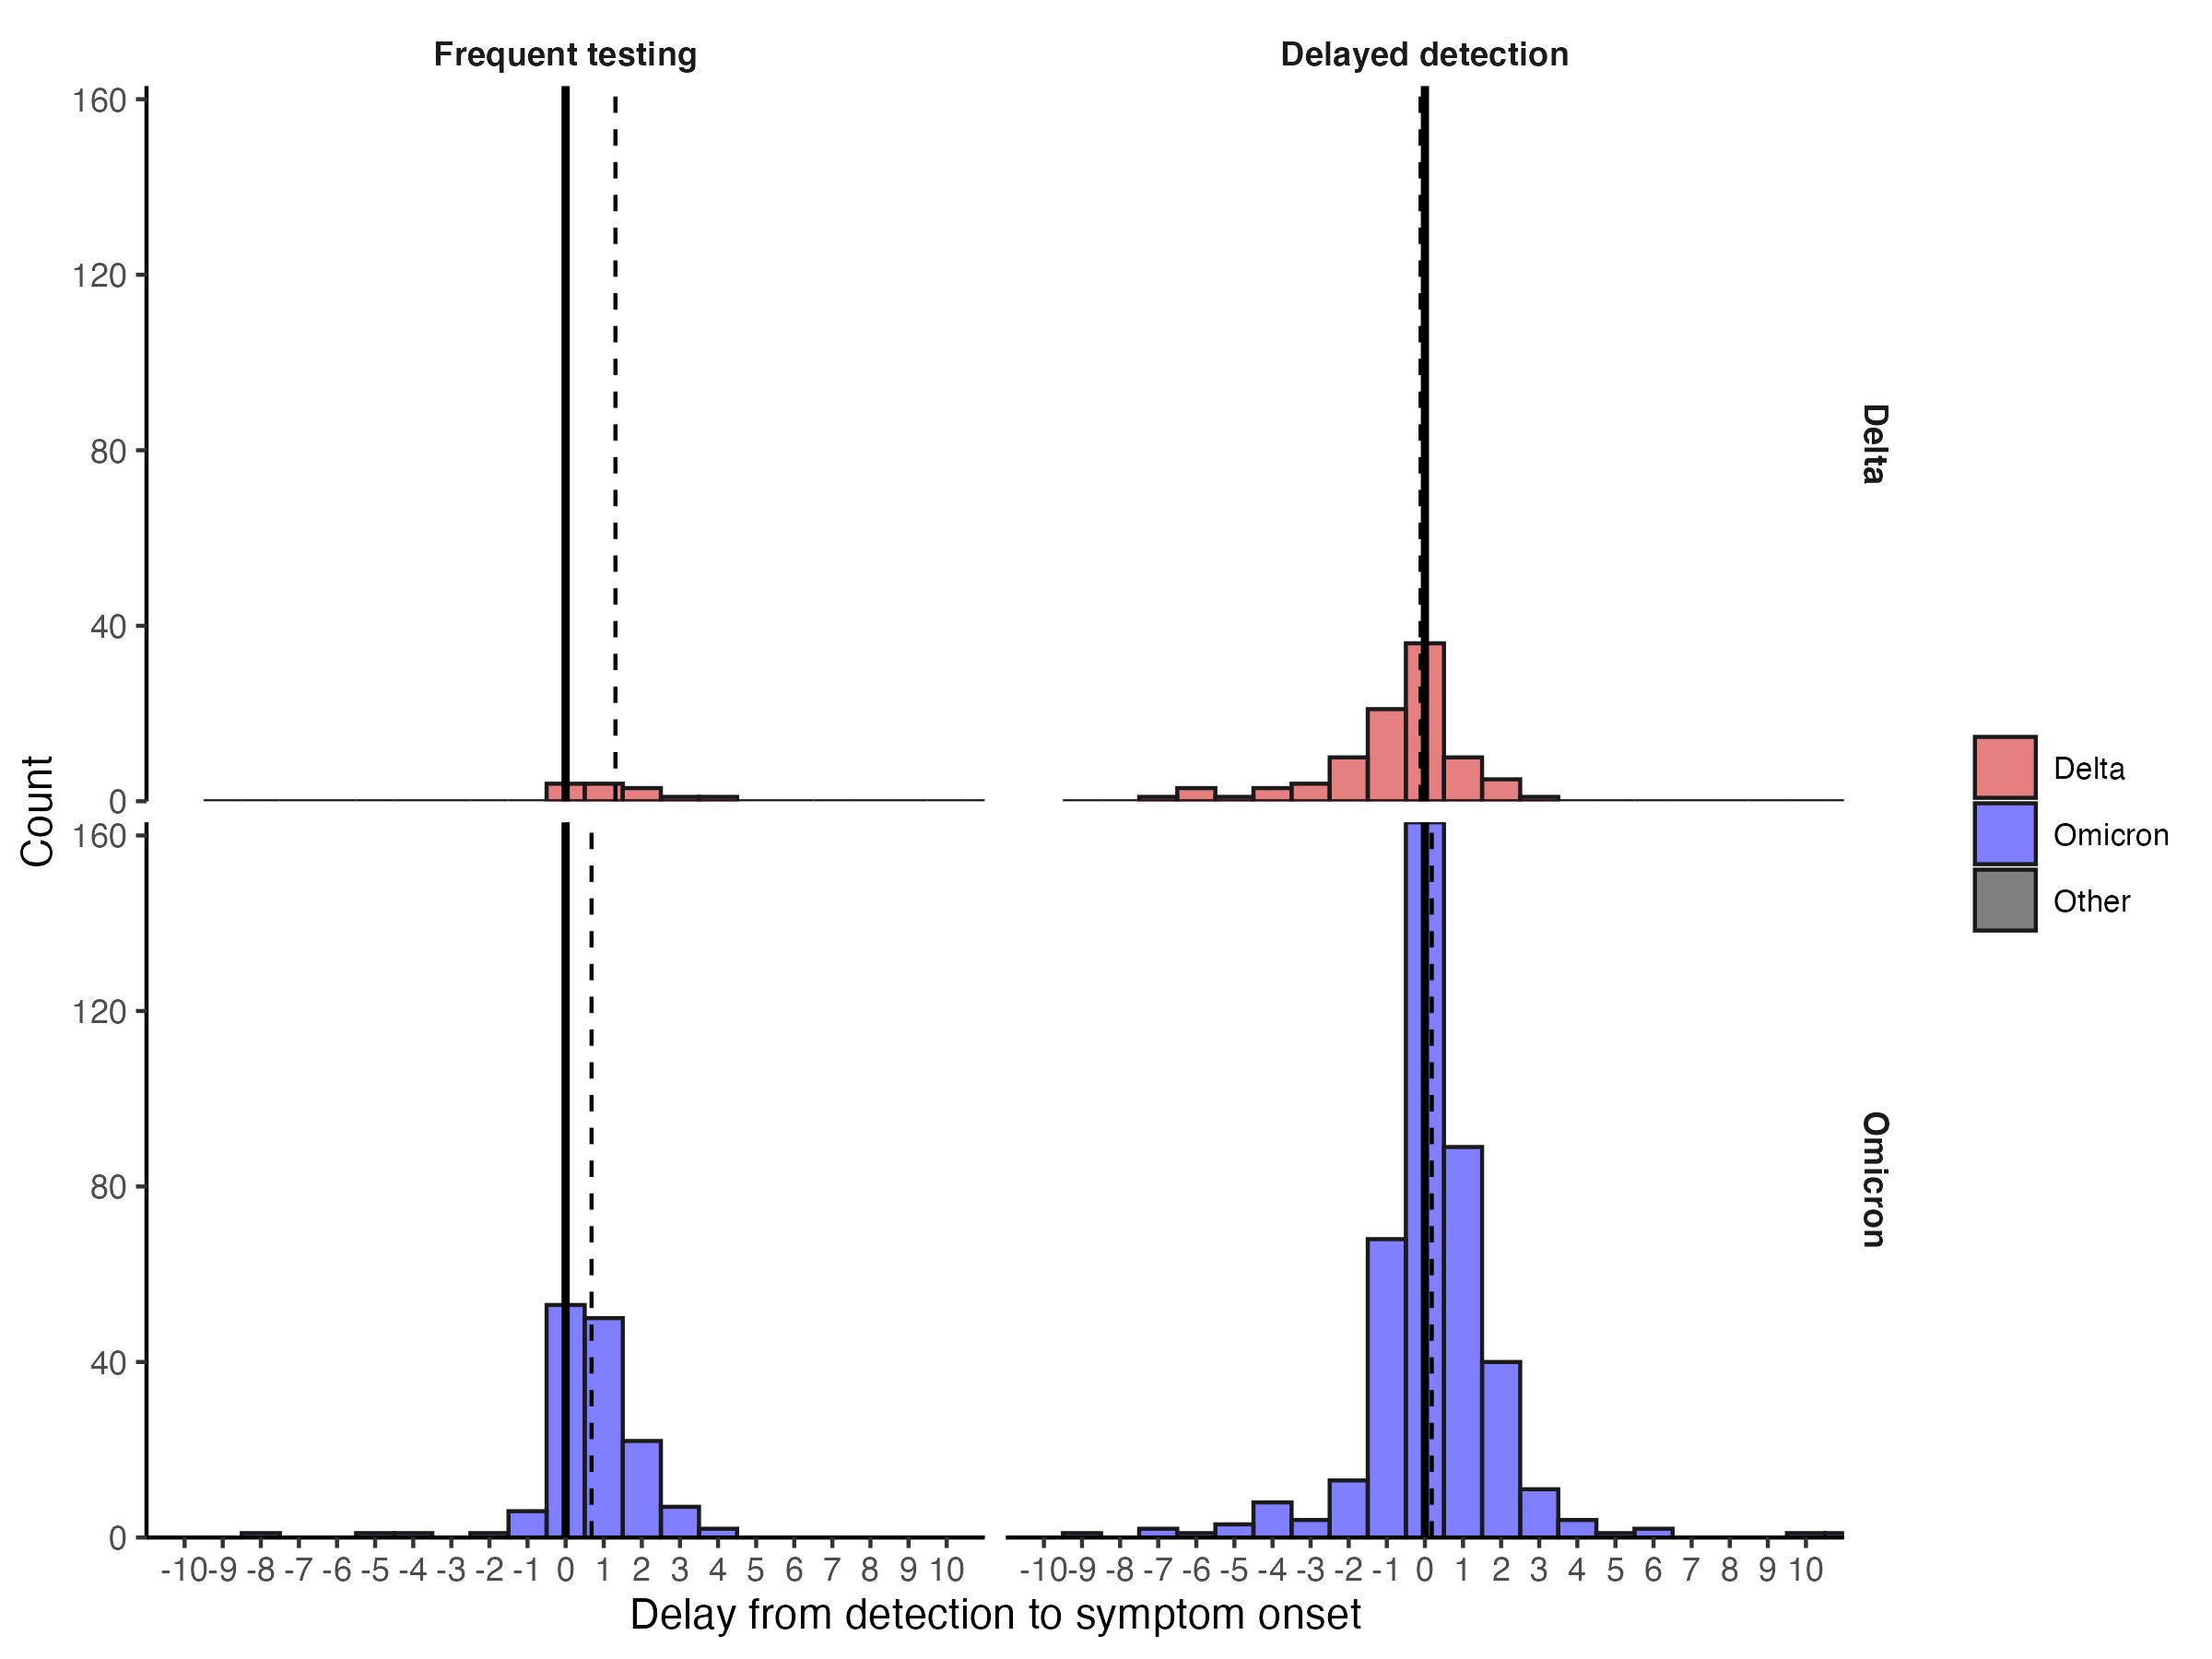 Frequent testing
Delayed detection
160
120
80
40
0
Delta
160
120
80
40
0
Omicron
Count
-10 -9 -8 -7 -6 -5 -4 -3 -2 -1 0 1 2 3 4 5 6 7 8 9 10
-10 -9 -8 -7 -6 -5 -4 -3 -2 -1 0 1 2 3 4 5 6 7 8 9 10
Delay from detection to symptom onset
Delta
Omicron
Other